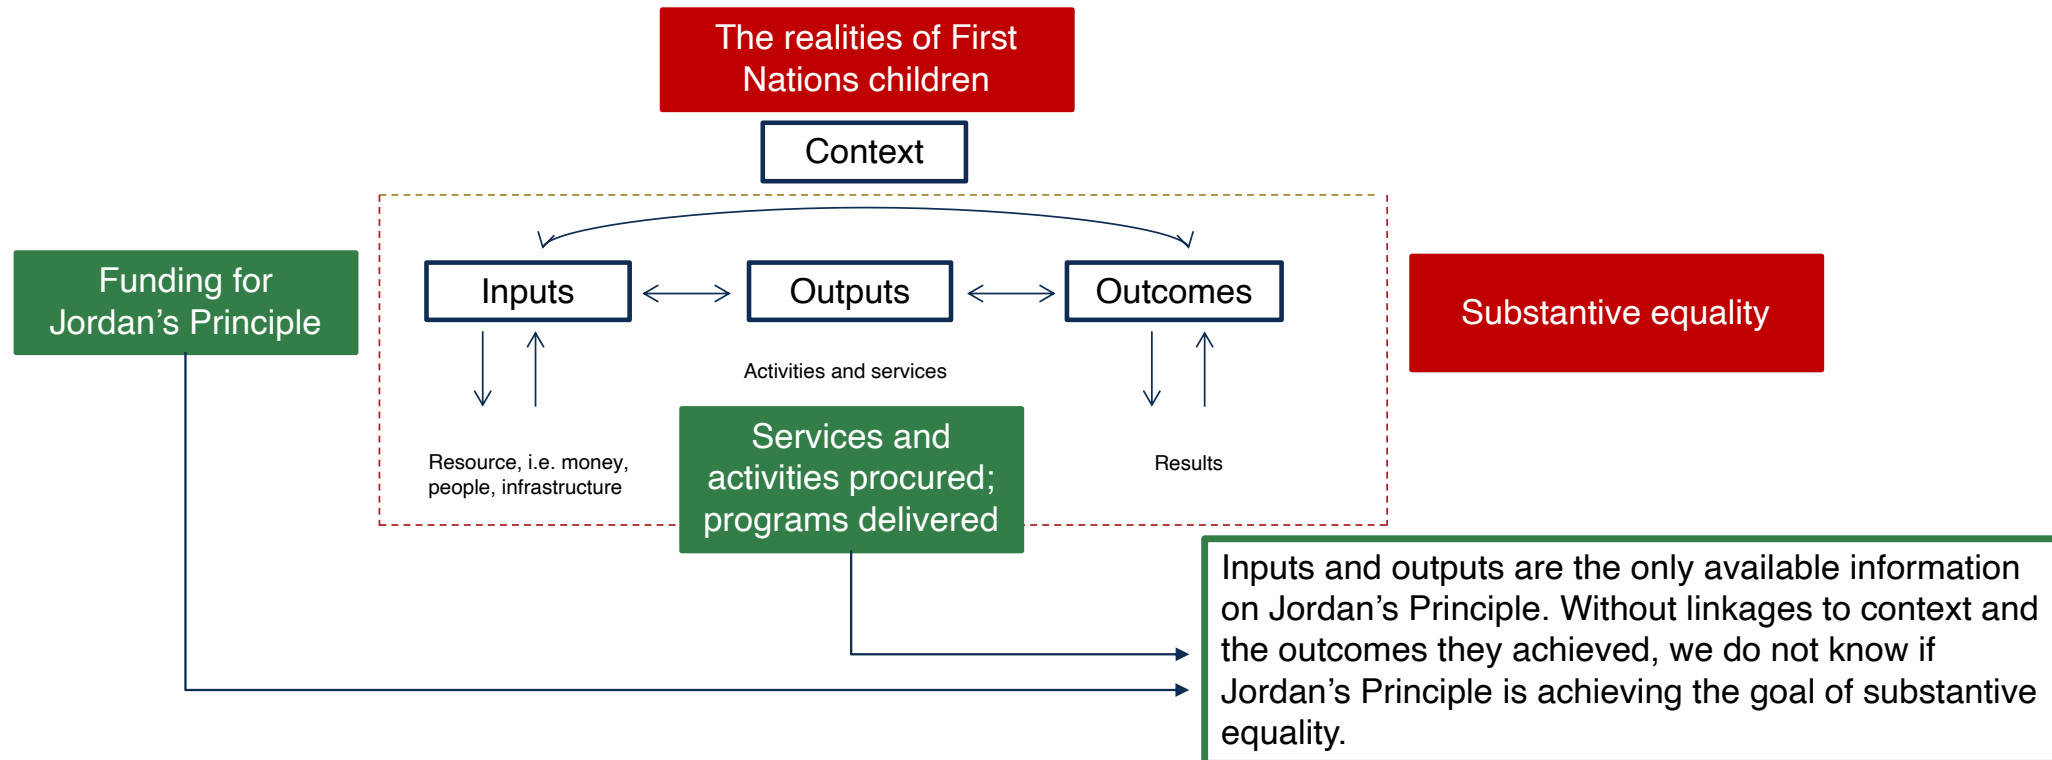 The realities of First
Nations children
Context
Funding for
Jordan’s Principle
Inputs
Outputs
Outcomes
Substantive equality
Activities and services
Resource, i.e. money,
people, infrastructure
Services and
activities procured;
programs delivered
Results
Inputs and outputs are the only available information
on Jordan’s Principle. Without linkages to context and
the outcomes they achieved, we do not know if
Jordan’s Principle is achieving the goal of substantive
equality.